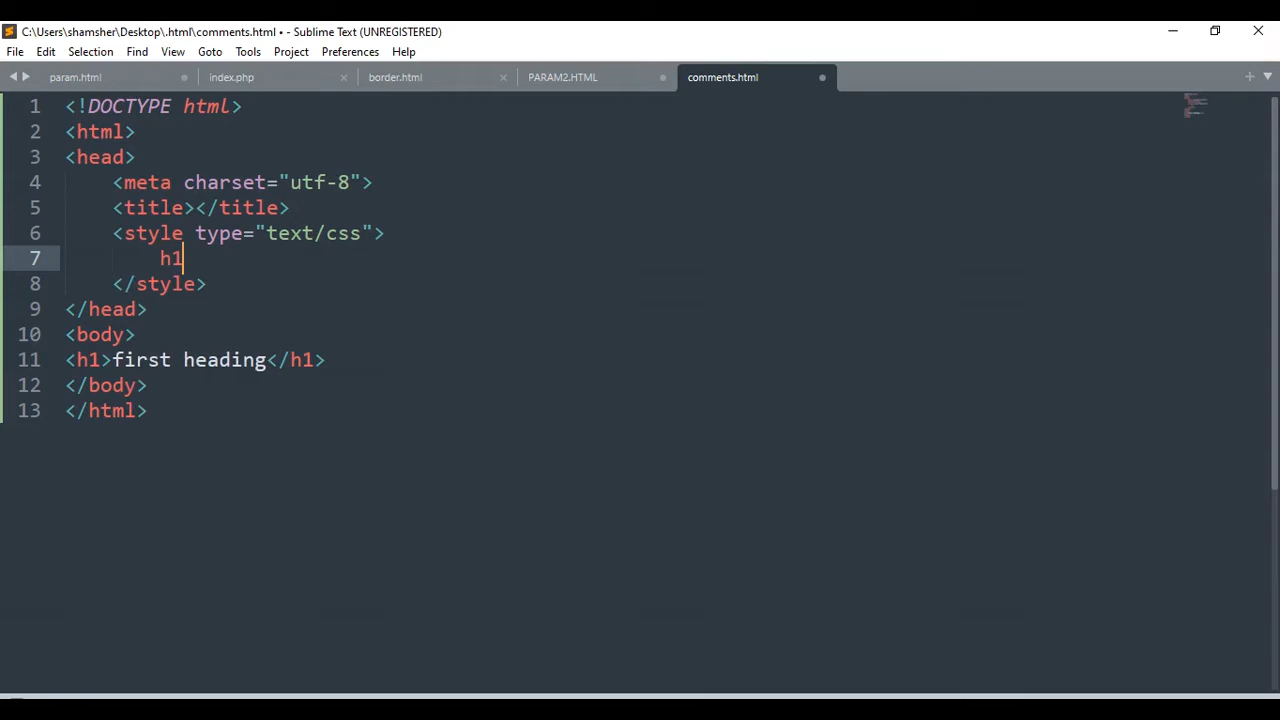 C:\Users\shamsher\Desktop\.html\comments.html • - Sublime Text (UNREGISTERED)
File Edit Selection Find View Goto Tools Project Preferences Help
param.html index.php border.html PARAM2.HTML comments.html
1 <!DOCTYPE html>
2 <html>
3 <head>
4 <meta charset="utf-8">
5 <title></title>
6 <style type="text/css">
7 h1
8 </style>
9 </head>
10 <body>
11 <h1>first heading</h1>
12 </body>
13 </html>